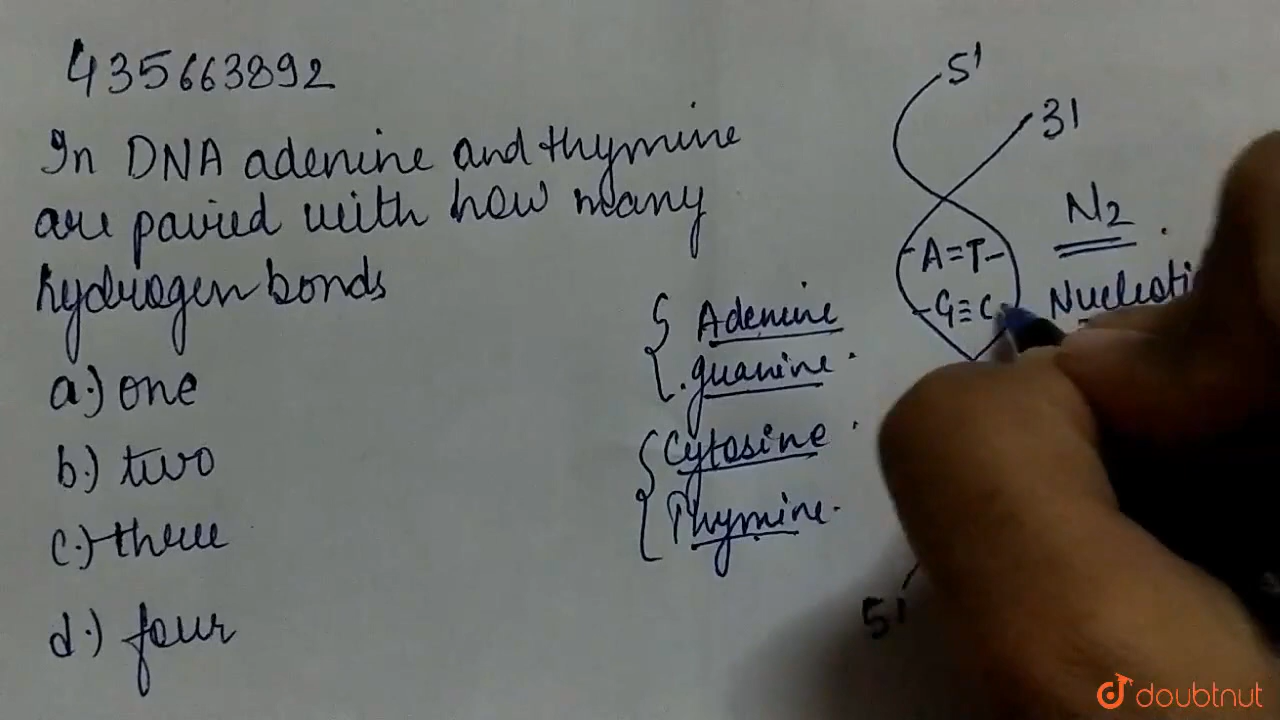 435663892
In DNA adenine and thymine
are paired with how many
hydrogen bonds
a.) one
b.) two
c.) three
d.) four
{ Adenine
guanine
{ Cytosine
Thymine
5'
3'
A=T
G≡C
N2
5'
doubtnut